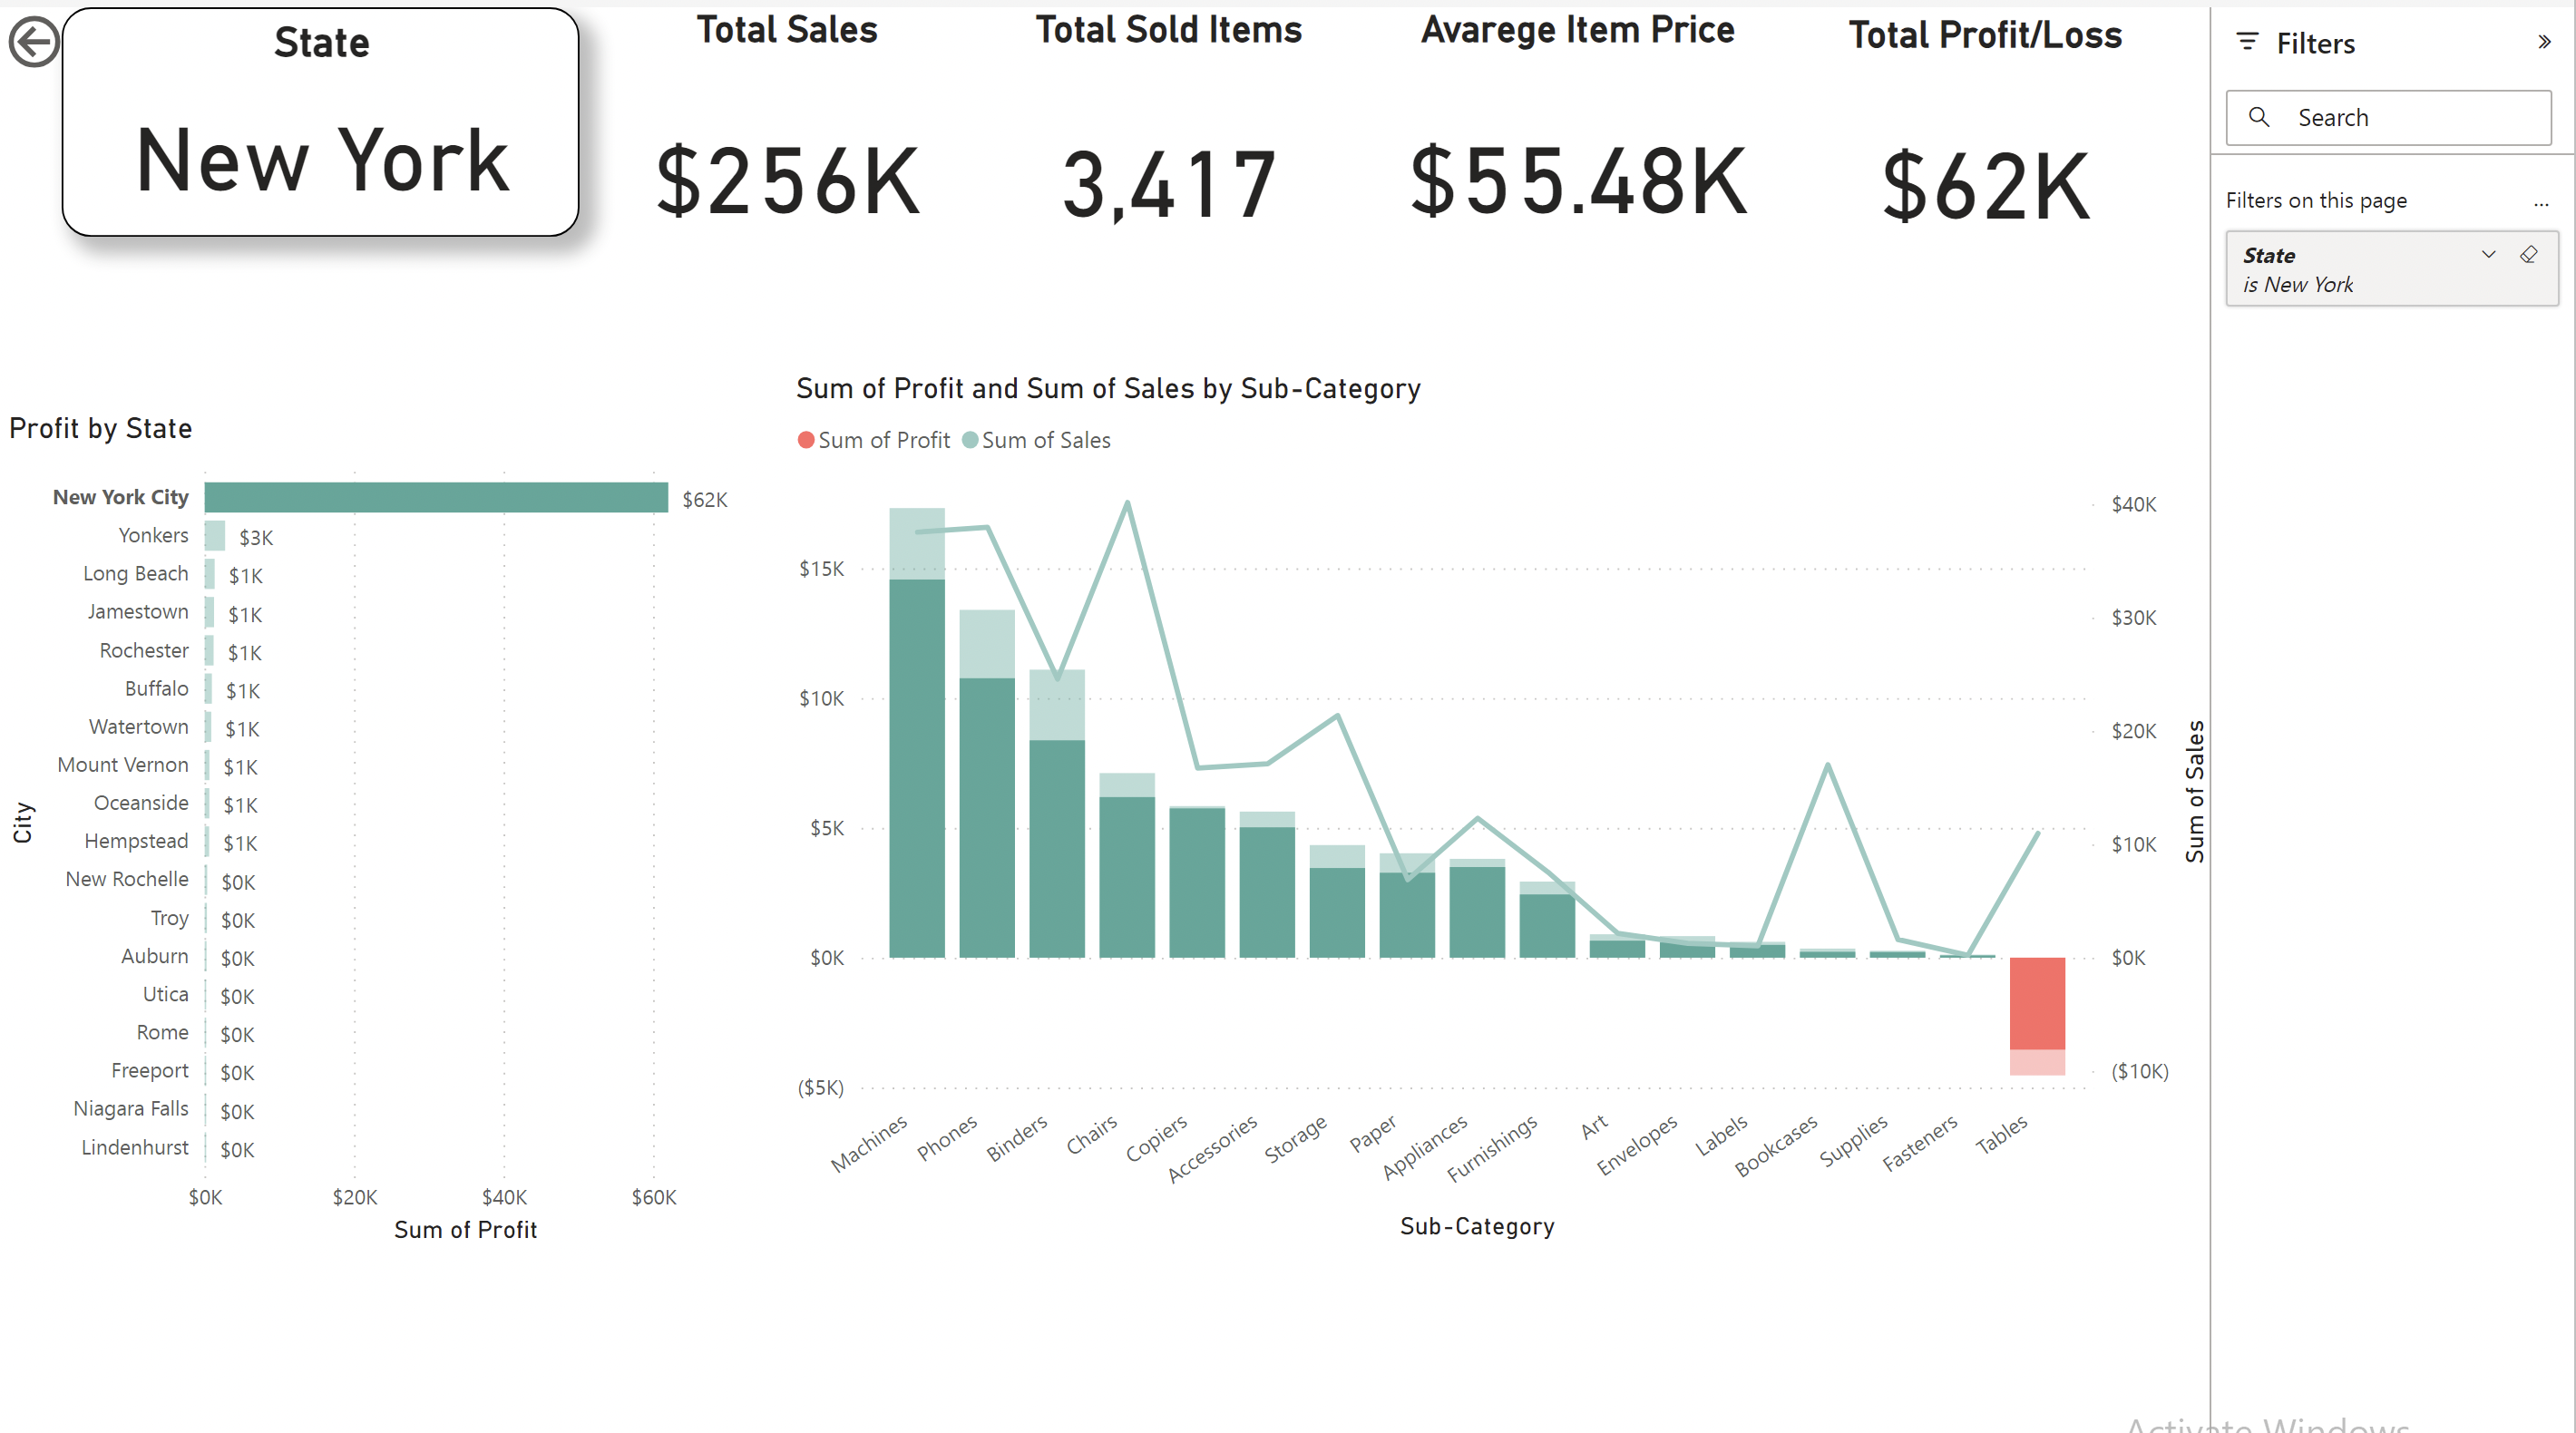 State
New York
Total Sales
$256K
Total Sold Items
3,417
Avarege Item Price
$55.48K
Total Profit/Loss
$62K
Filters
Search
Filters on this page
...
State
is New York
Profit by State
City
New York City $62K
Yonkers $3K
Long Beach $1K
Jamestown $1K
Rochester $1K
Buffalo $1K
Watertown $1K
Mount Vernon $1K
Oceanside $1K
Hempstead $1K
New Rochelle $0K
Troy $0K
Auburn $0K
Utica $0K
Rome $0K
Freeport $0K
Niagara Falls $0K
Lindenhurst $0K
$0K $20K $40K $60K
Sum of Profit
Sum of Profit and Sum of Sales by Sub-Category
Sum of Profit Sum of Sales
$15K
$10K
$5K
$0K
($5K)
$40K
$30K
$20K
$10K
$0K
($10K)
Sum of Sales
Machines Phones Binders Chairs Copiers Accessories Storage Paper Appliances Furnishings Art Envelopes Labels Bookcases Supplies Fasteners Tables
Sub-Category
Activate Windows